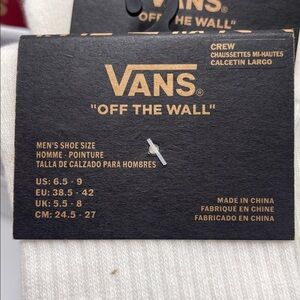 "OFF THE WALL"
CREW
CHAUSSETTES MI-HAUTES
CALCETIN LARGO
VANS®
"OFF THE WALL"
MEN'S SHOE SIZE
HOMME - POINTURE
TALLA DE CALZADO PARA HOMBRES
US: 6.5 - 9
EU: 38.5 - 42
UK: 5.5 - 8
CM: 24.5 - 27
MADE IN CHINA
FABRIQUE EN CHINE
FABRICADO EN CHINA